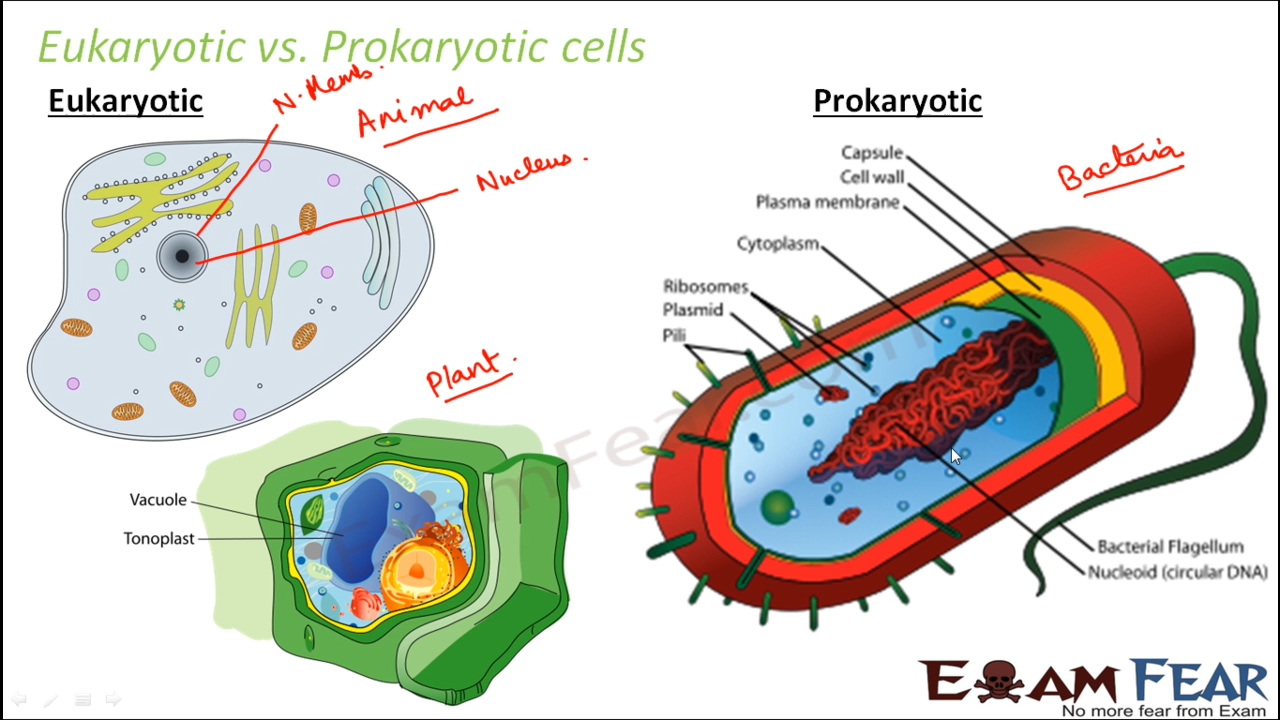 Eukaryotic vs. Prokaryotic cells
Eukaryotic
N. Memb.
Animal
Nucleus.
Plant.
Vacuole
Tonoplast
Prokaryotic
Bacteria
Capsule
Cell wall
Plasma membrane
Cytoplasm
Ribosomes
Plasmid
Pili
Bacterial Flagellum
Nucleoid (circular DNA)
EXAM FEAR
No more fear from Exam